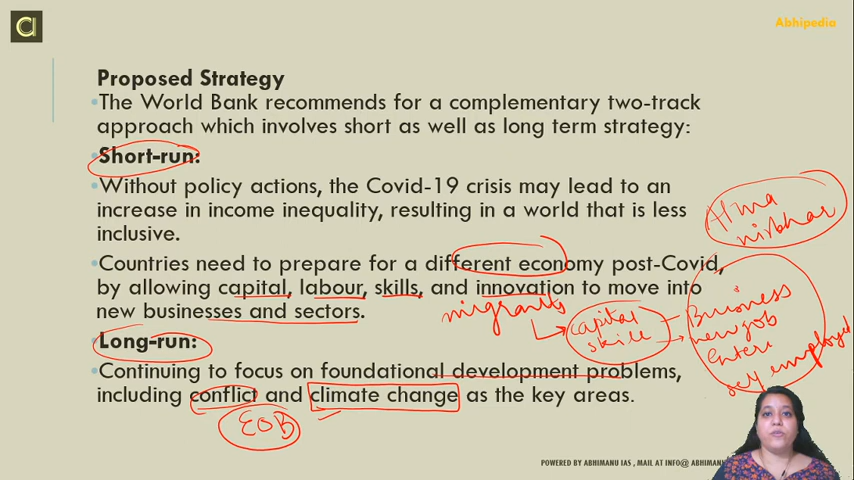 Abhipedia
Proposed Strategy
•The World Bank recommends for a complementary two-track
approach which involves short as well as long term strategy:
•Short-run:
•Without policy actions, the Covid-19 crisis may lead to an
increase in income inequality, resulting in a world that is less
inclusive.
•Countries need to prepare for a different economy post-Covid,
by allowing capital, labour, skills, and innovation to move into
new businesses and sectors.
•Long-run:
•Continuing to focus on foundational development problems,
including conflict and climate change as the key areas.
Atma
nirbhar
migrants
capital
skill
Business
new job
self employed
EOB
POWERED BY ABHIMANU IAS , MAIL AT INFO@ ABHIMAN